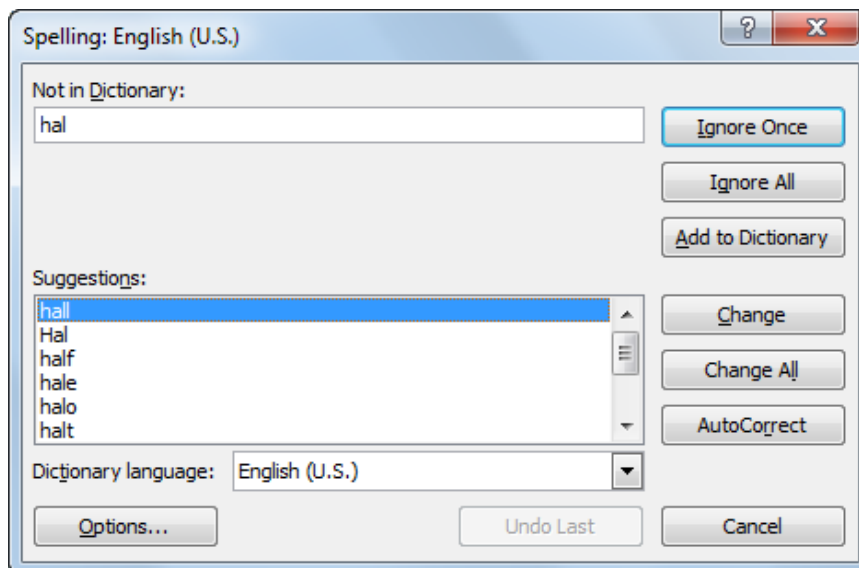 Spelling: English (U.S.)
Not in Dictionary:
hal
Ignore Once
Ignore All
Add to Dictionary
Suggestions:
hall
Hal
half
hale
halo
halt
Change
Change All
AutoCorrect
Dictionary language:
English (U.S.)
Options...
Undo Last
Cancel